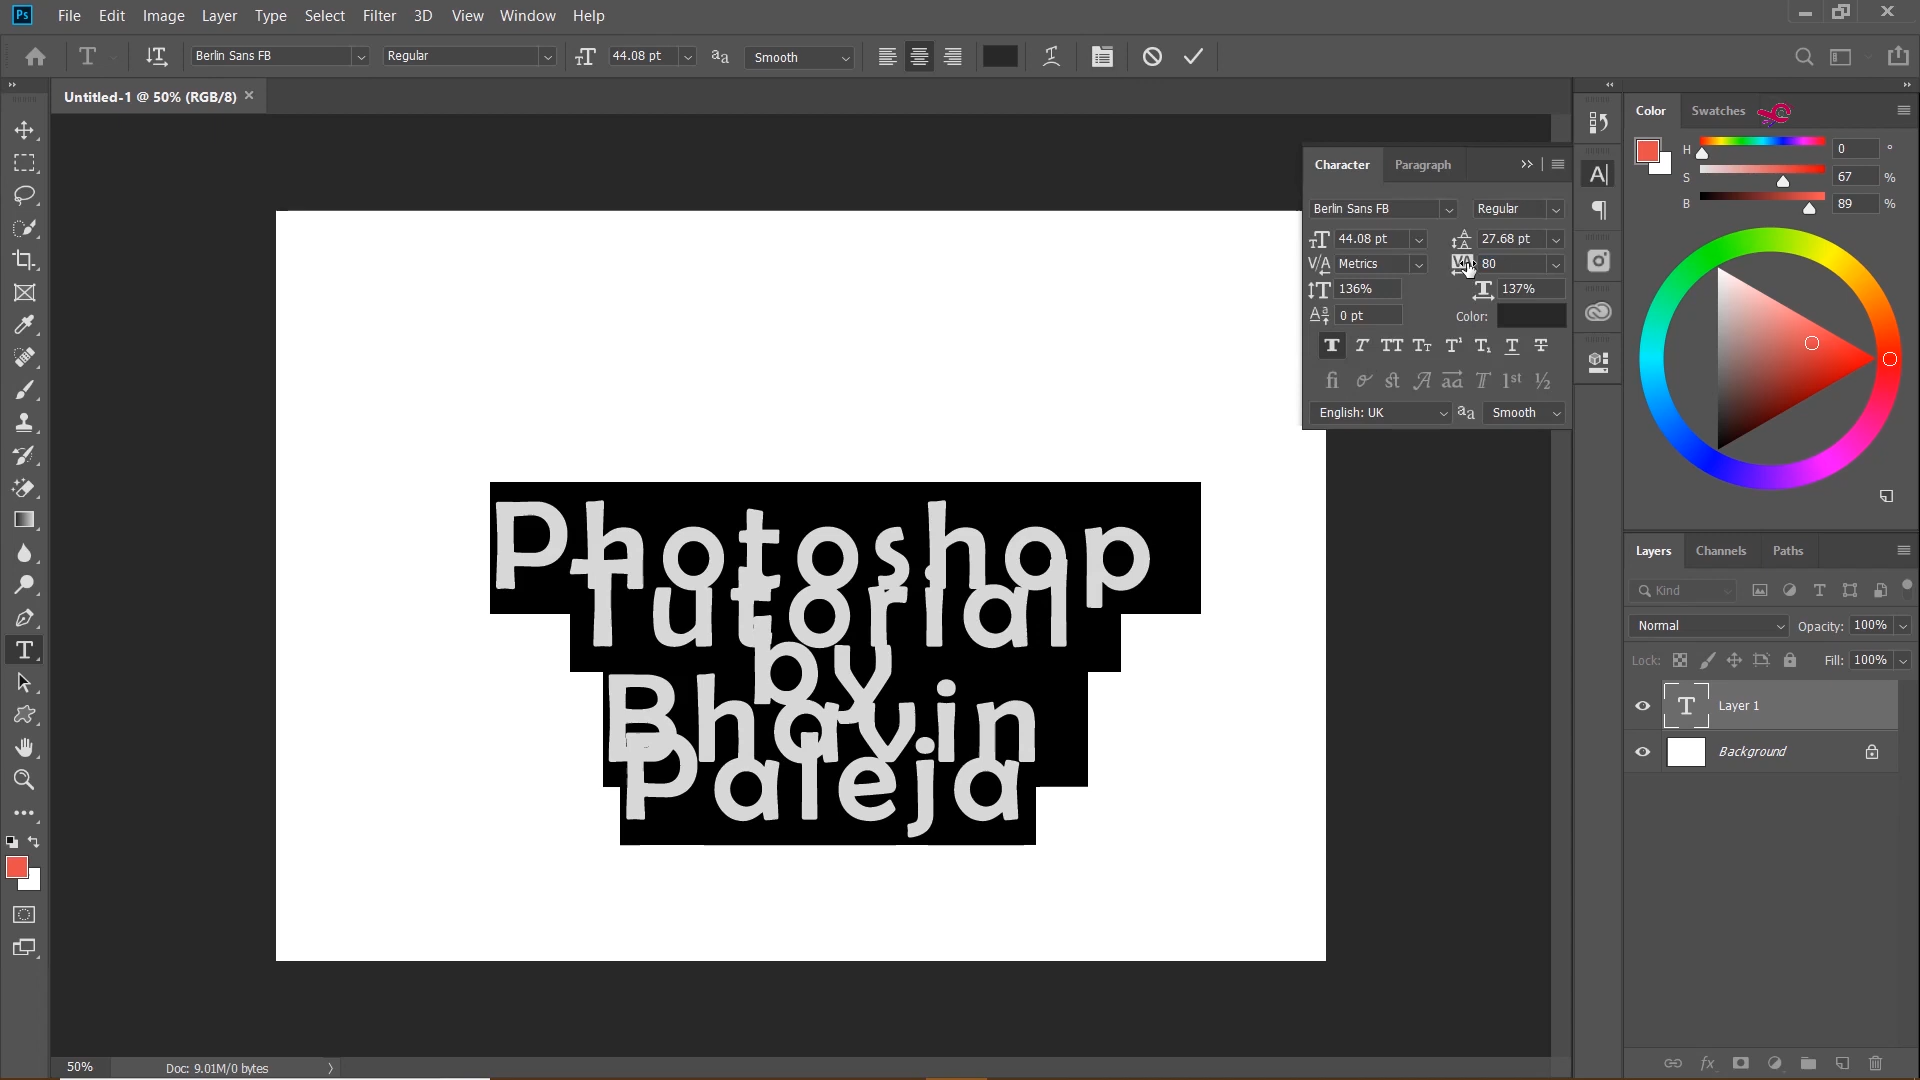 Ps File Edit Image Layer Type Select Filter 3D View Window Help
Berlin Sans FB Regular 44.08 pt Smooth
Untitled-1 @ 50% (RGB/8)
Color Swatches
H 0 °
S 67 %
B 89 %
Character Paragraph
Berlin Sans FB Regular
44.08 pt 27.68 pt
Metrics 80
136% 137%
0 pt Color:
English: UK Smooth
Photoshop
Tutorial
by
Bhavin
Paleja
Layers Channels Paths
Kind
Normal Opacity: 100%
Lock: Fill: 100%
Layer 1
Background
50% Doc: 9.01M/0 bytes